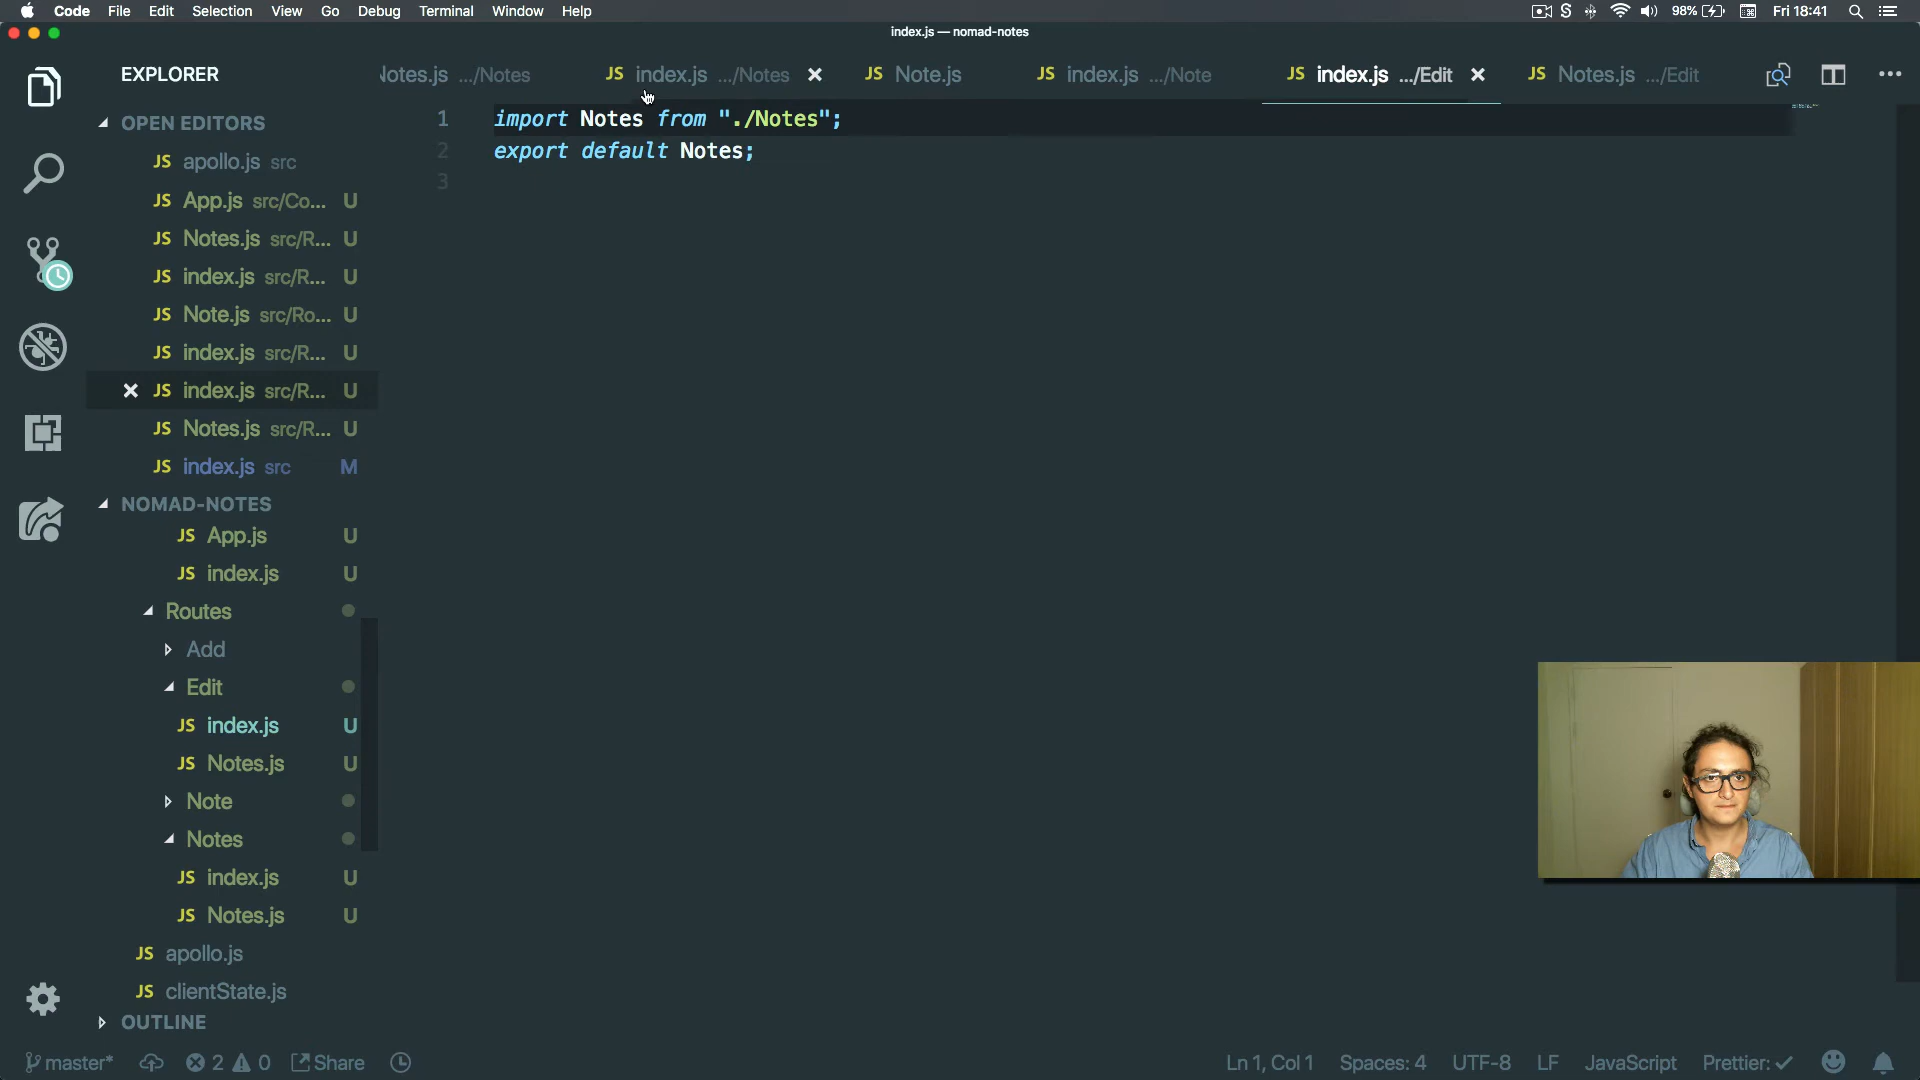 Code File Edit Selection View Go Debug Terminal Window Help
98% Fri 18:41
index.js — nomad-notes
EXPLORER
Notes.js .../Notes
JS index.js .../Notes
JS Note.js
JS index.js .../Note
JS index.js .../Edit
JS Notes.js .../Edit
OPEN EDITORS
JS apollo.js src
JS App.js src/Co... U
JS Notes.js src/R... U
JS index.js src/R... U
JS Note.js src/Ro... U
JS index.js src/R... U
JS index.js src/R... U
JS Notes.js src/R... U
JS index.js src M
NOMAD-NOTES
JS App.js U
JS index.js U
Routes
Add
Edit
JS index.js U
JS Notes.js U
Note
Notes
JS index.js U
JS Notes.js U
JS apollo.js
JS clientState.js
OUTLINE
1 import Notes from "./Notes";
2 export default Notes;
3
master* 2 0 Share
Ln 1, Col 1 Spaces: 4 UTF-8 LF JavaScript Prettier: ✓